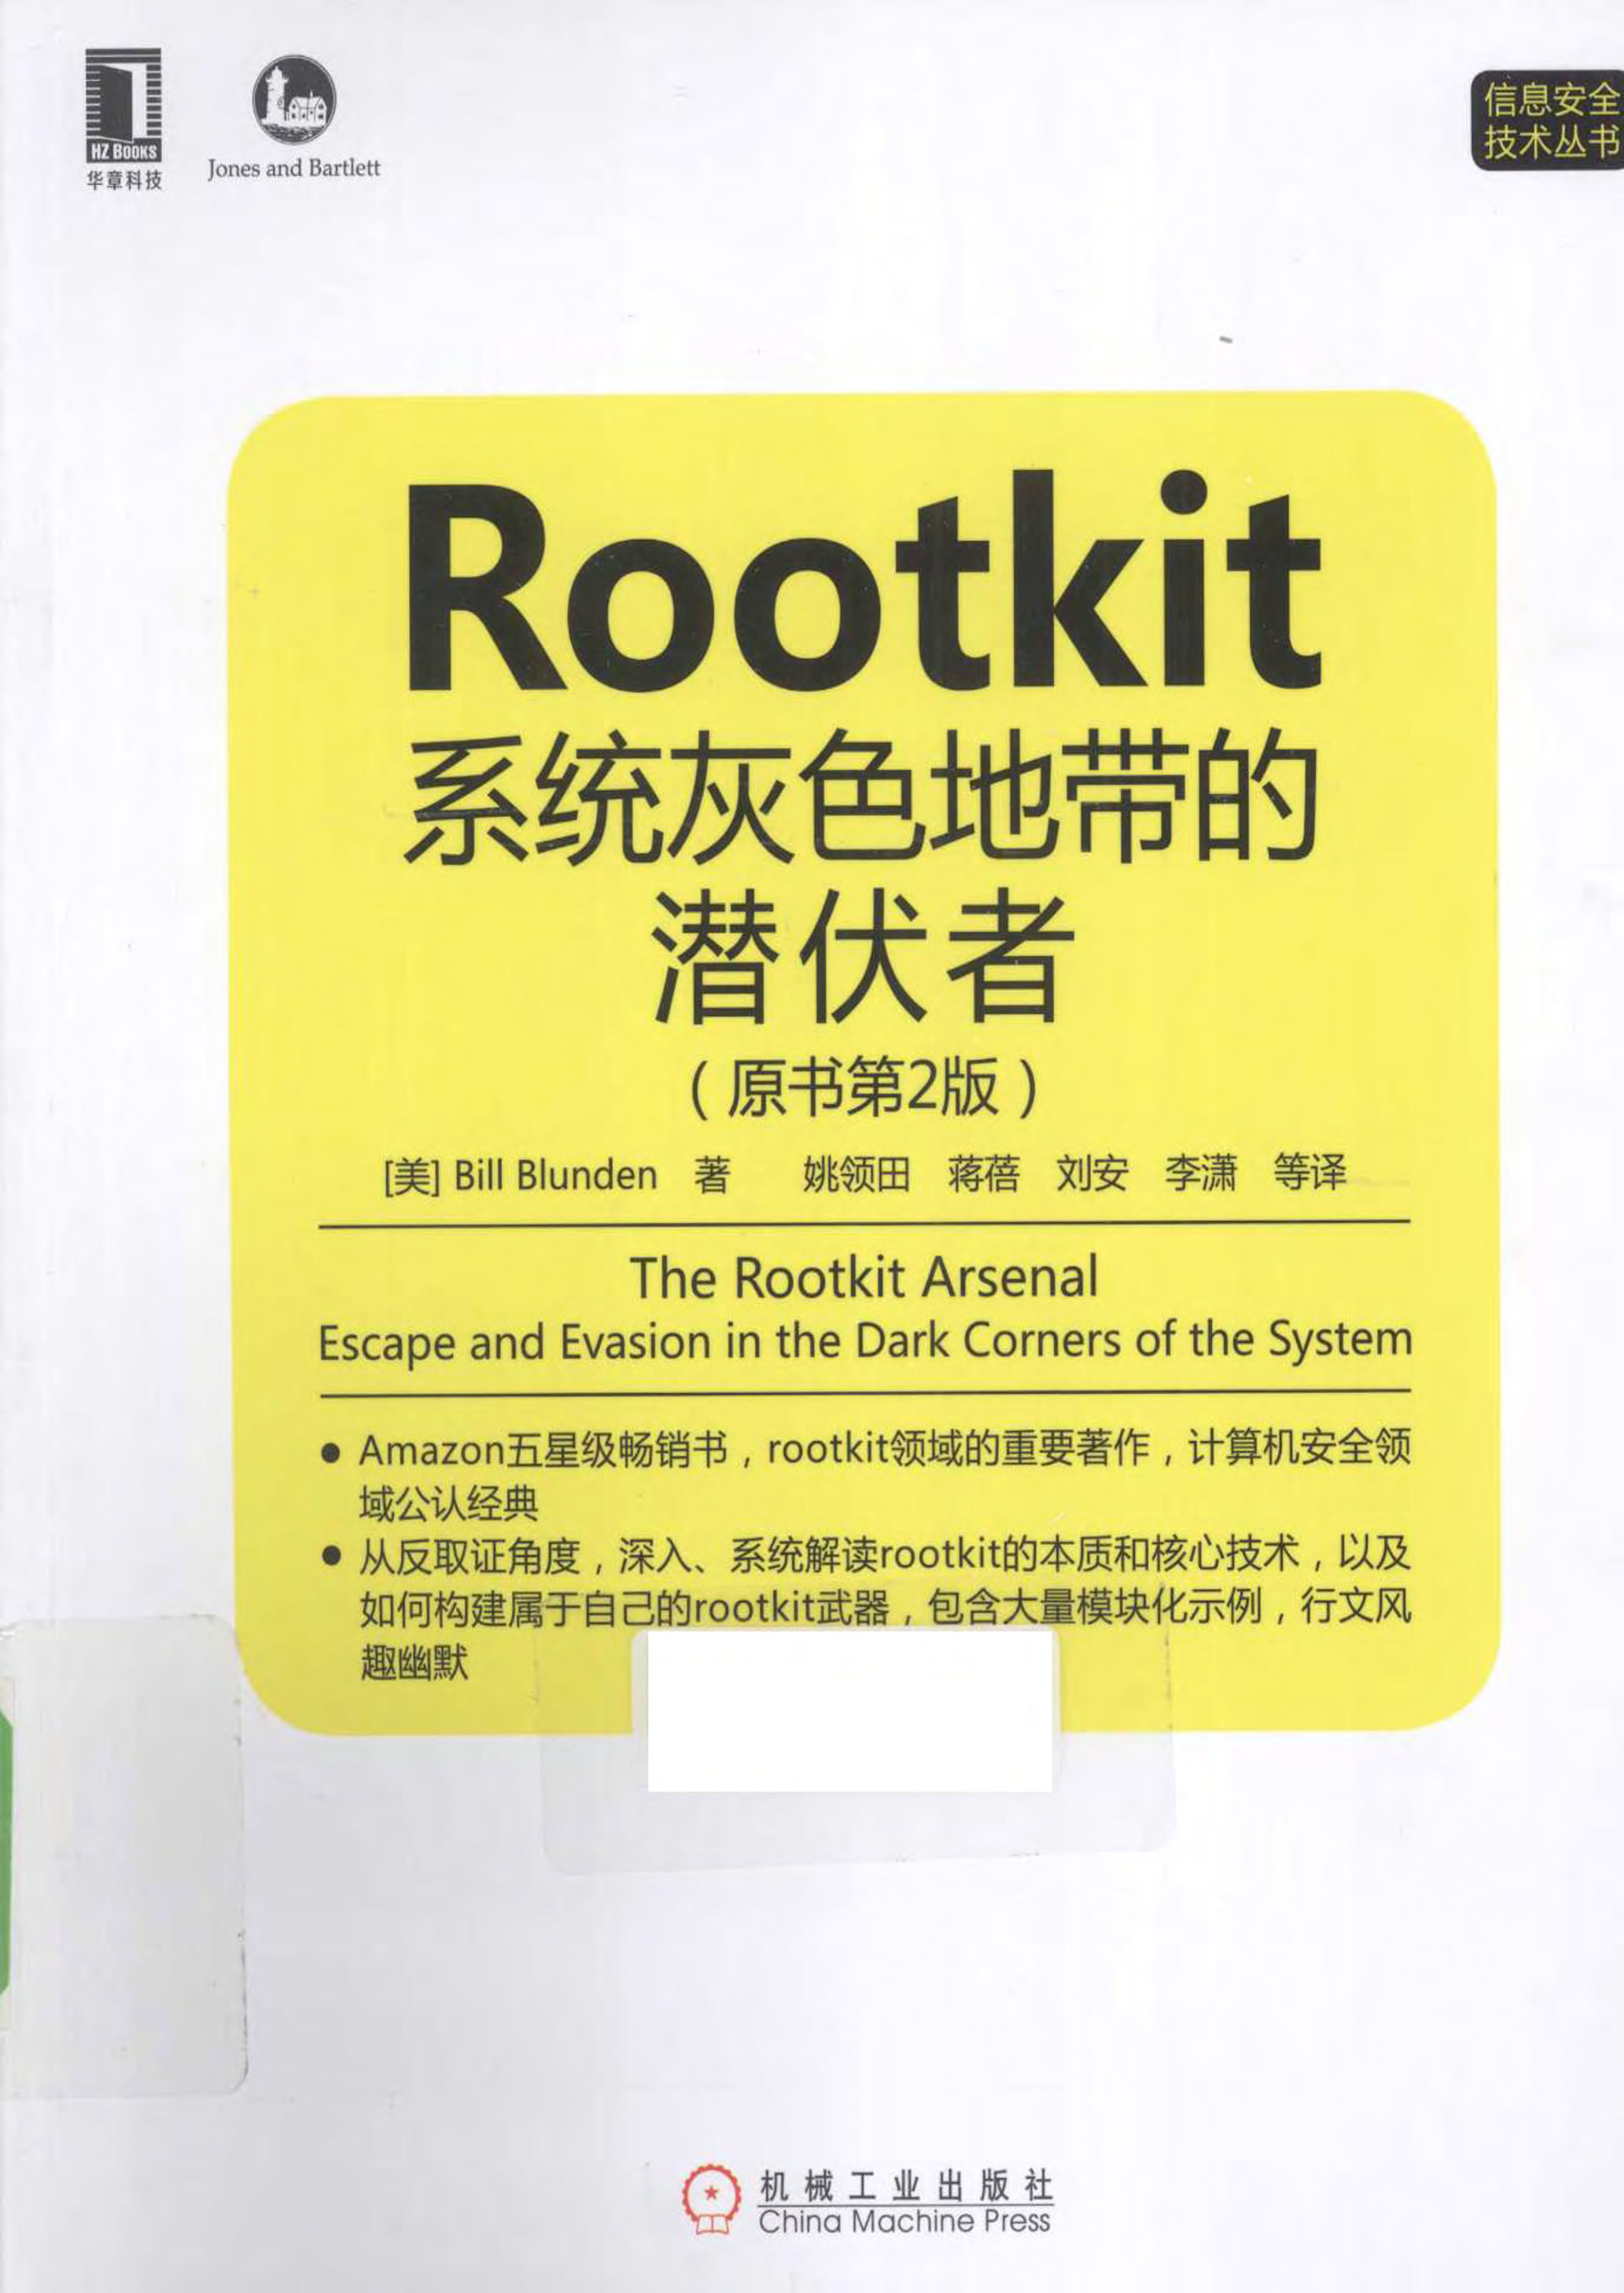 HZ BOOKS
华章科技
Jones and Bartlett
信息安全
技术丛书
Rootkit
系统灰色地带的
潜伏者
（原书第2版）
[美] Bill Blunden 著 姚领田 蒋蓓 刘安 李潇 等译
The Rootkit Arsenal
Escape and Evasion in the Dark Corners of the System
● Amazon五星级畅销书，rootkit领域的重要著作，计算机安全领
域公认经典
● 从反取证角度，深入、系统解读rootkit的本质和核心技术，以及
如何构建属于自己的rootkit武器，包含大量模块化示例，行文风
趣幽默
机械工业出版社
China Machine Press